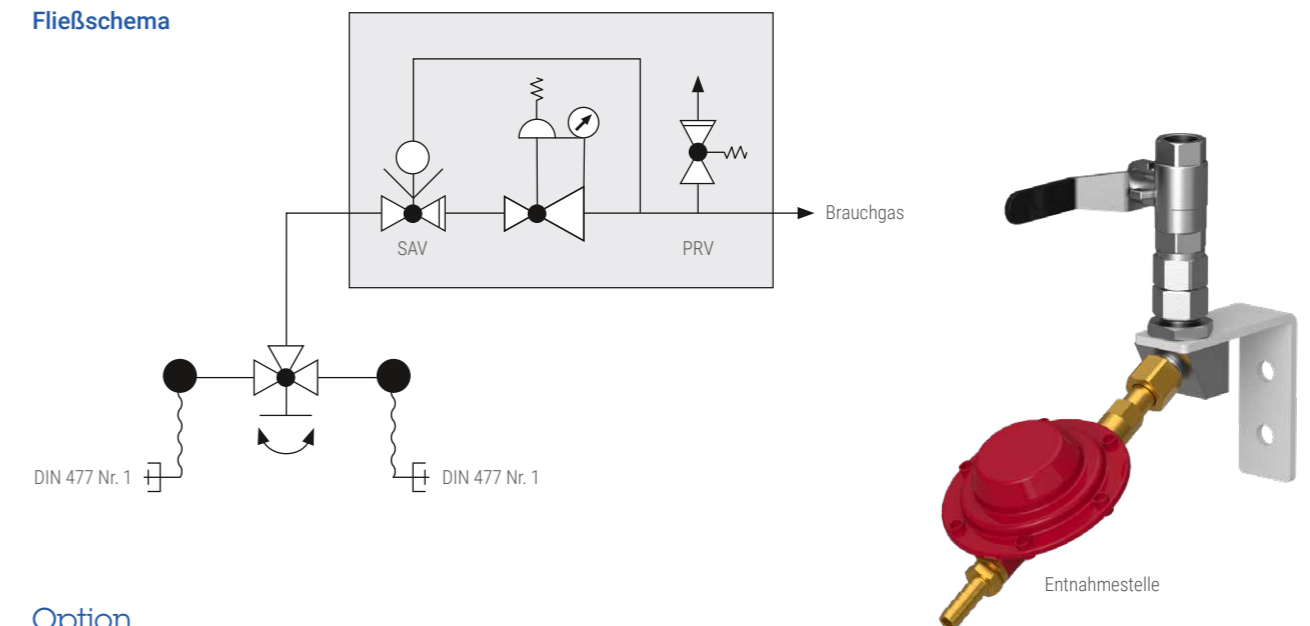 Fließschema
SAV
PRV
Brauchgas
DIN 477 Nr. 1
DIN 477 Nr. 1
Entnahmestelle
Option